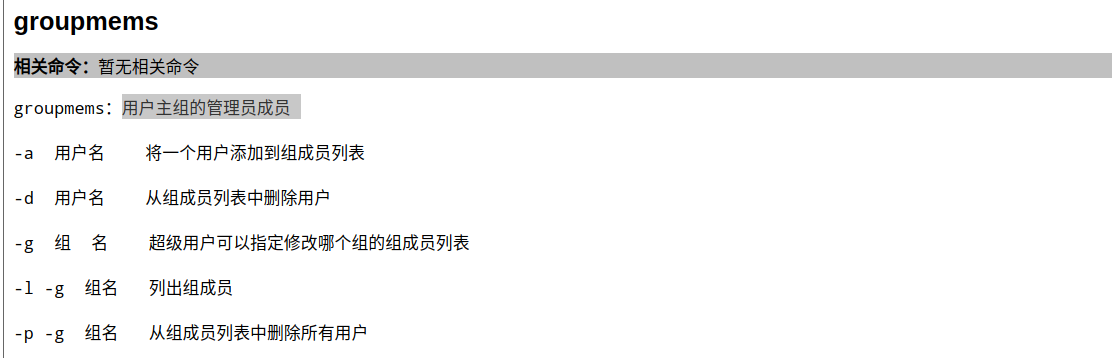 groupmems
相关命令：暂无相关命令
groupmems：用户主组的管理员成员
-a 用户名 将一个用户添加到组成员列表
-d 用户名 从组成员列表中删除用户
-g 组 名 超级用户可以指定修改哪个组的组成员列表
-l -g 组名 列出组成员
-p -g 组名 从组成员列表中删除所有用户